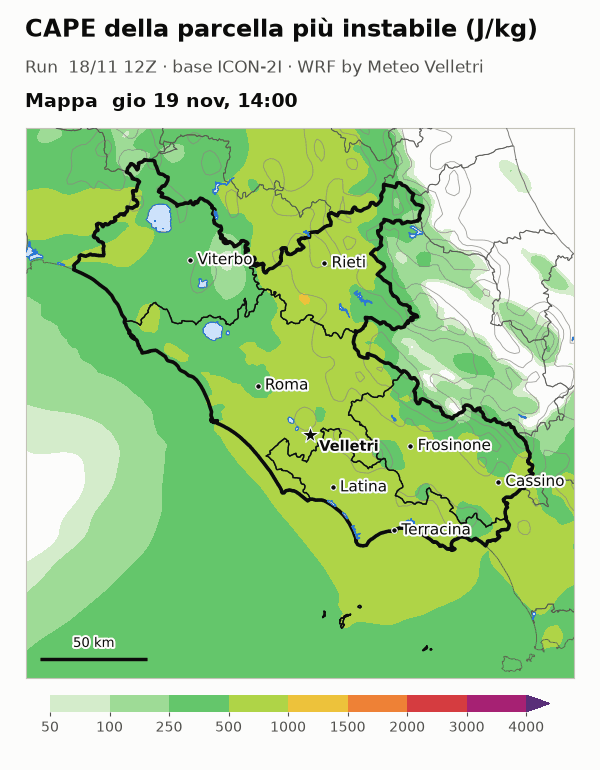 CAPE della parcella più instabile (J/kg)
Run  18/11 12Z · base ICON-2I · WRF by Meteo Velletri
Mappa  gio 19 nov, 14:00
Viterbo
Rieti
Roma
Velletri
Frosinone
Latina
Cassino
Terracina
50 km
50 100 250 500 1000 1500 2000 3000 4000